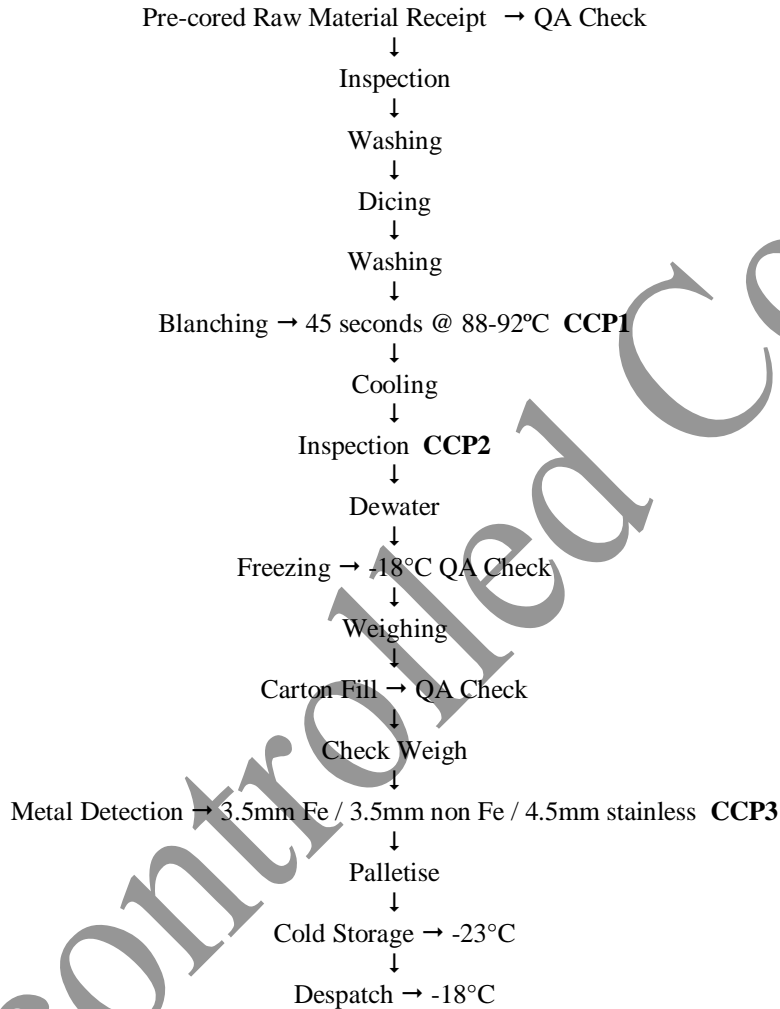 Pre-cored Raw Material Receipt → QA Check
↓
Inspection
↓
Washing
↓
Dicing
↓
Washing
↓
Blanching → 45 seconds @ 88-92ºC CCP1
↓
Cooling
↓
Inspection CCP2
↓
Dewater
↓
Freezing → -18°C QA Check
↓
Weighing
↓
Carton Fill → QA Check
↓
Check Weigh
↓
Metal Detection → 3.5mm Fe / 3.5mm non Fe / 4.5mm stainless CCP3
↓
Palletise
↓
Cold Storage → -23°C
↓
Despatch → -18°C
ontrolled Co